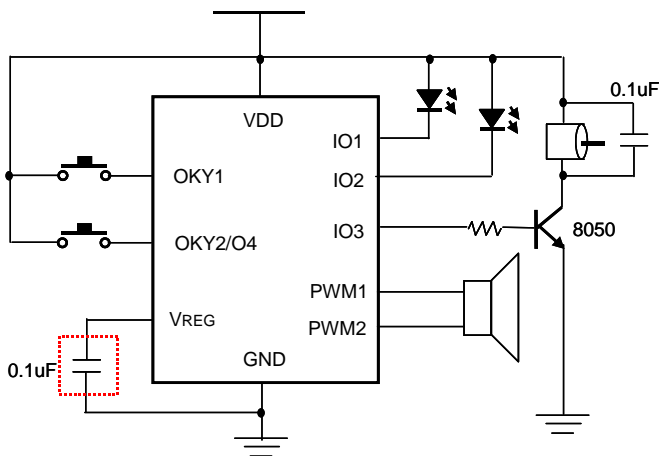 0.1uF
VDD
IO1
OKY1
IO2
OKY2/O4
IO3
8050
PWM1
VREG
PWM2
GND
0.1uF